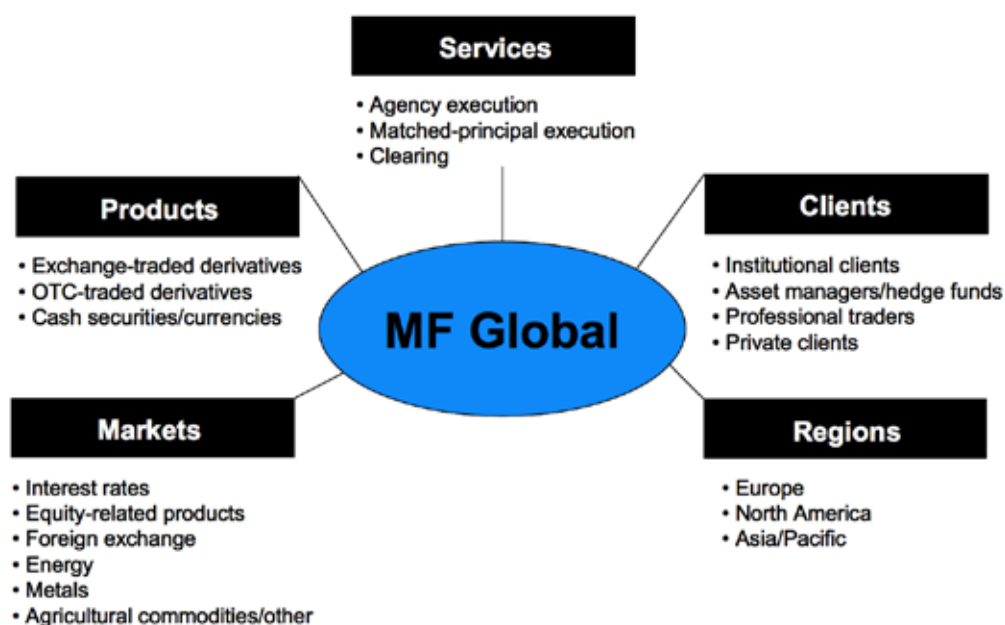 Services
• Agency execution
• Matched-principal execution
• Clearing
Products
• Exchange-traded derivatives
• OTC-traded derivatives
• Cash securities/currencies
Clients
• Institutional clients
• Asset managers/hedge funds
• Professional traders
• Private clients
MF Global
Markets
• Interest rates
• Equity-related products
• Foreign exchange
• Energy
• Metals
• Agricultural commodities/other
Regions
• Europe
• North America
• Asia/Pacific